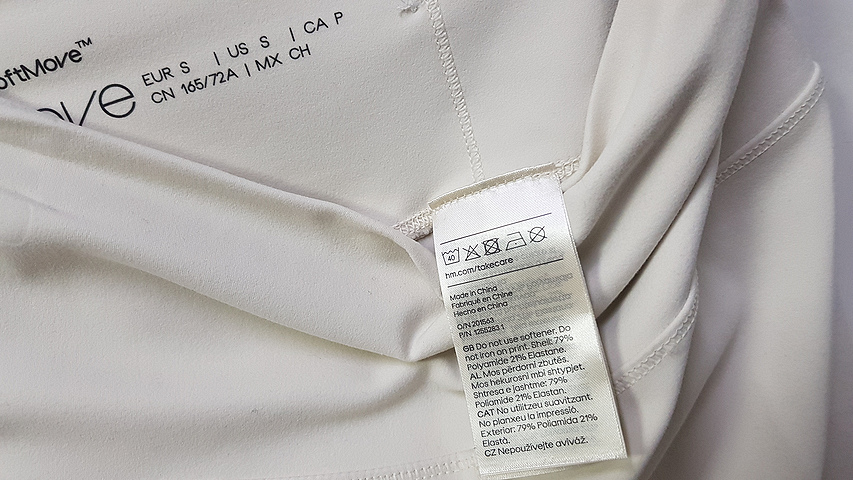 oftMove™
EUR S | US S | CA P
CN 165/72A | MX CH
ove
40
hm.com/takecare
Made in China
Fabriqué en Chine
Hecho en China
O/N 201563
P/N 1255283.1
GB Do not use softener. Do
not iron on print. Shell: 79%
Polyamide 21% Elastane.
AL Mos përdorni zbutës.
Mos hekurosni mbi shtypjet.
Shtresa e jashtme: 79%
Poliamide 21% Elastan.
CAT No utilitzeu suavitzant.
No planxeu la impressió.
Exterior: 79% Poliamida 21%
Elastà.
CZ Nepoužívejte aviváž.